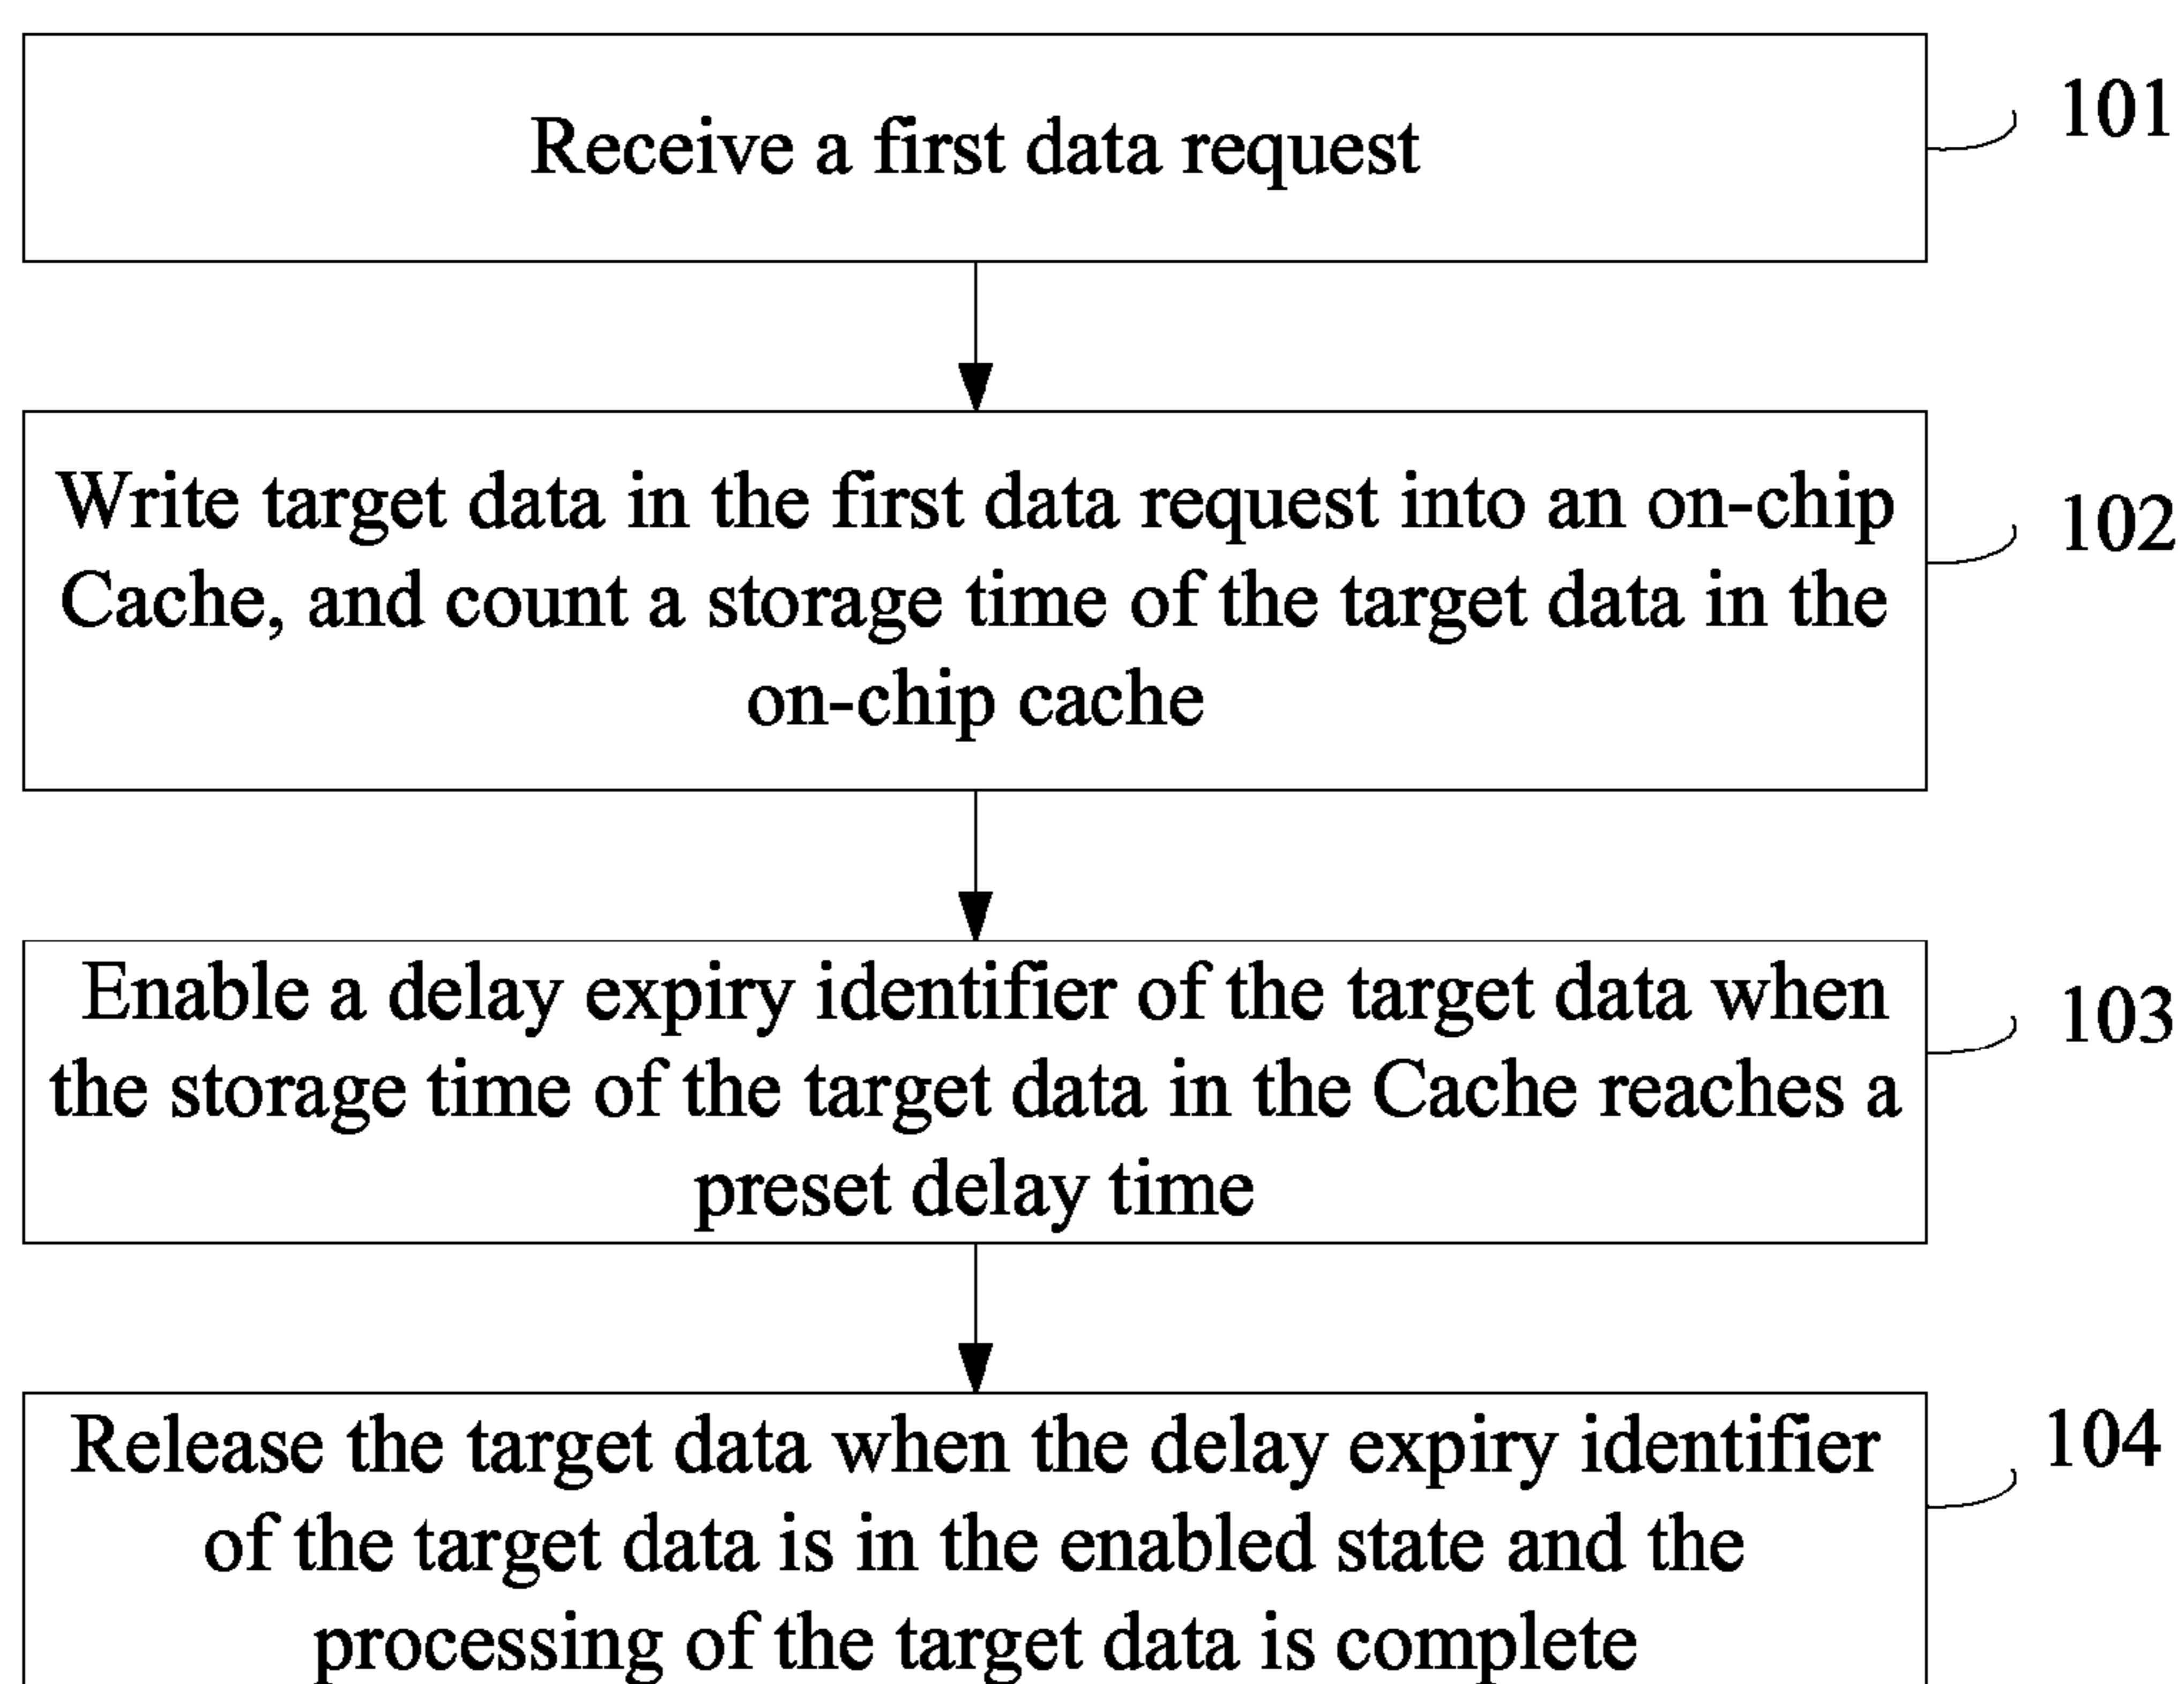 Receive a first data request
101
Write target data in the first data request into an on-chip
Cache, and count a storage time of the target data in the
on-chip cache
102
Enable a delay expiry identifier of the target data when
the storage time of the target data in the Cache reaches a
preset delay time
103
Release the target data when the delay expiry identifier
of the target data is in the enabled state and the
processing of the target data is complete
104